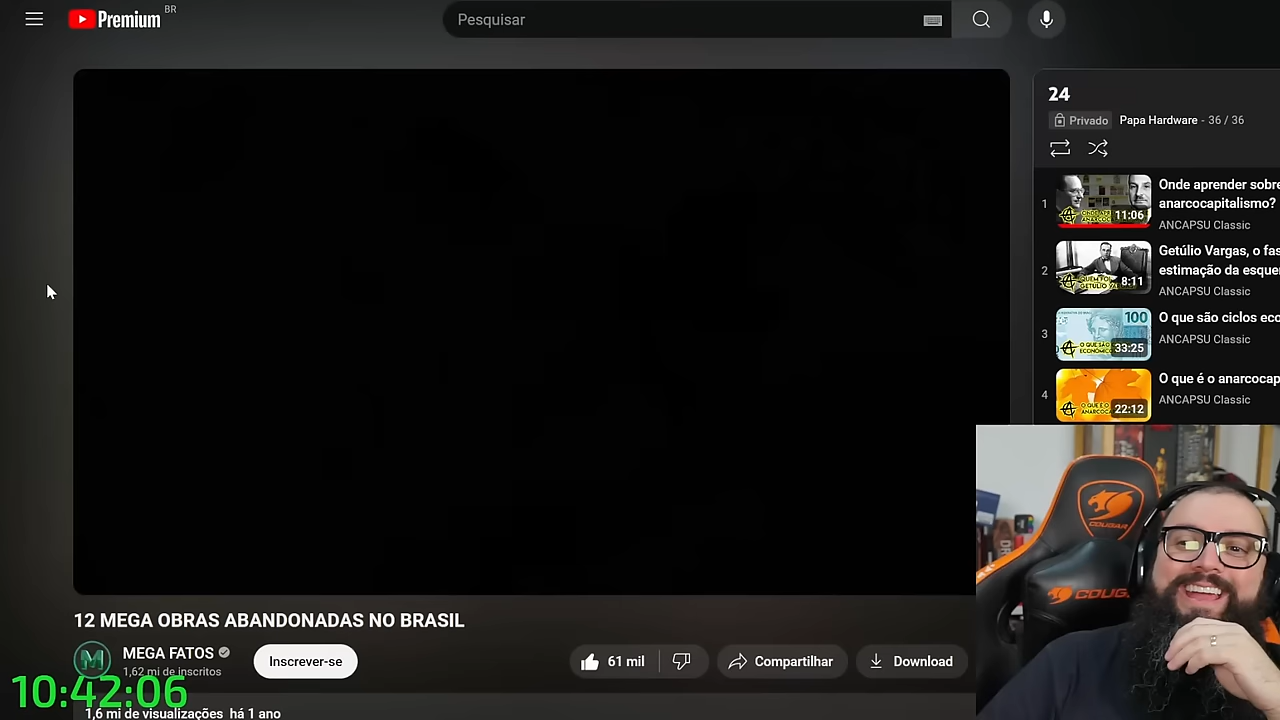 Premium BR
Pesquisar
24
Privado Papa Hardware - 36 / 36
1
11:06
Onde aprender sobre
anarcocapitalismo?
ANCAPSU Classic
2
8:11
Getúlio Vargas, o fas
estimação da esquer
ANCAPSU Classic
3
100
33:25
O que são ciclos eco
ANCAPSU Classic
4
22:12
O que é o anarcocap
ANCAPSU Classic
COUGAR
COUG
12 MEGA OBRAS ABANDONADAS NO BRASIL
MEGA FATOS
1,62 mi de inscritos
Inscrever-se
61 mil
Compartilhar
Download
10:42:06
1,6 mi de visualizações há 1 ano